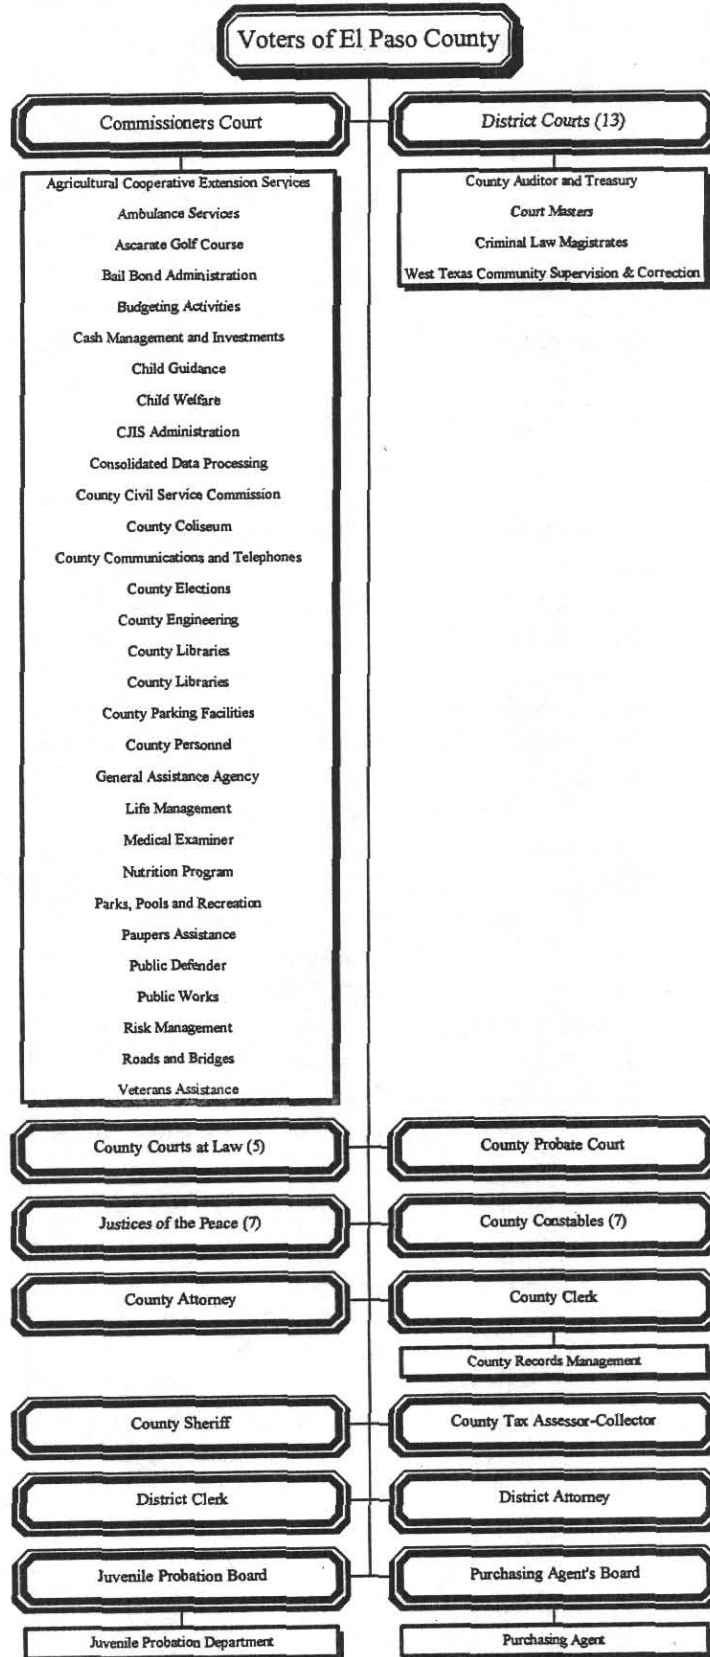 Voters of El Paso County
Commissioners Court
District Courts (13)
Agricultural Cooperative Extension Services
Ambulance Services
Ascarate Golf Course
Bail Bond Administration
Budgeting Activities
Cash Management and Investments
Child Guidance
Child Welfare
CJIS Administration
Consolidated Data Processing
County Civil Service Commission
County Coliseum
County Communications and Telephones
County Elections
County Engineering
County Libraries
County Libraries
County Parking Facilities
County Personnel
General Assistance Agency
Life Management
Medical Examiner
Nutrition Program
Parks, Pools and Recreation
Paupers Assistance
Public Defender
Public Works
Risk Management
Roads and Bridges
Veterans Assistance
County Auditor and Treasury
Court Masters
Criminal Law Magistrates
West Texas Community Supervision & Correction
County Courts at Law (5)
County Probate Court
Justices of the Peace (7)
County Constables (7)
County Attorney
County Clerk
County Records Management
County Sheriff
County Tax Assessor-Collector
District Clerk
District Attorney
Juvenile Probation Board
Purchasing Agent's Board
Juvenile Probation Department
Purchasing Agent